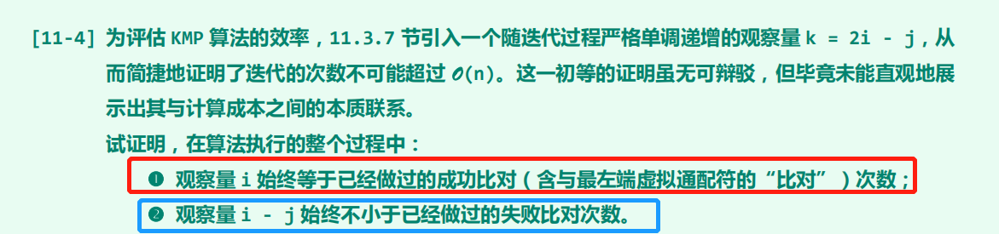 [11-4] 为评估 KMP 算法的效率，11.3.7 节引入一个随迭代过程严格单调递增的观察量 k = 2i - j，从
而简捷地证明了迭代的次数不可能超过 𝒪(n)。这一初等的证明虽无可辩驳，但毕竟未能直观地展
示出其与计算成本之间的本质联系。
试证明，在算法执行的整个过程中：
❶ 观察量 i 始终等于已经做过的成功比对（含与最左端虚拟通配符的“比对”）次数；
❷ 观察量 i - j 始终不小于已经做过的失败比对次数。